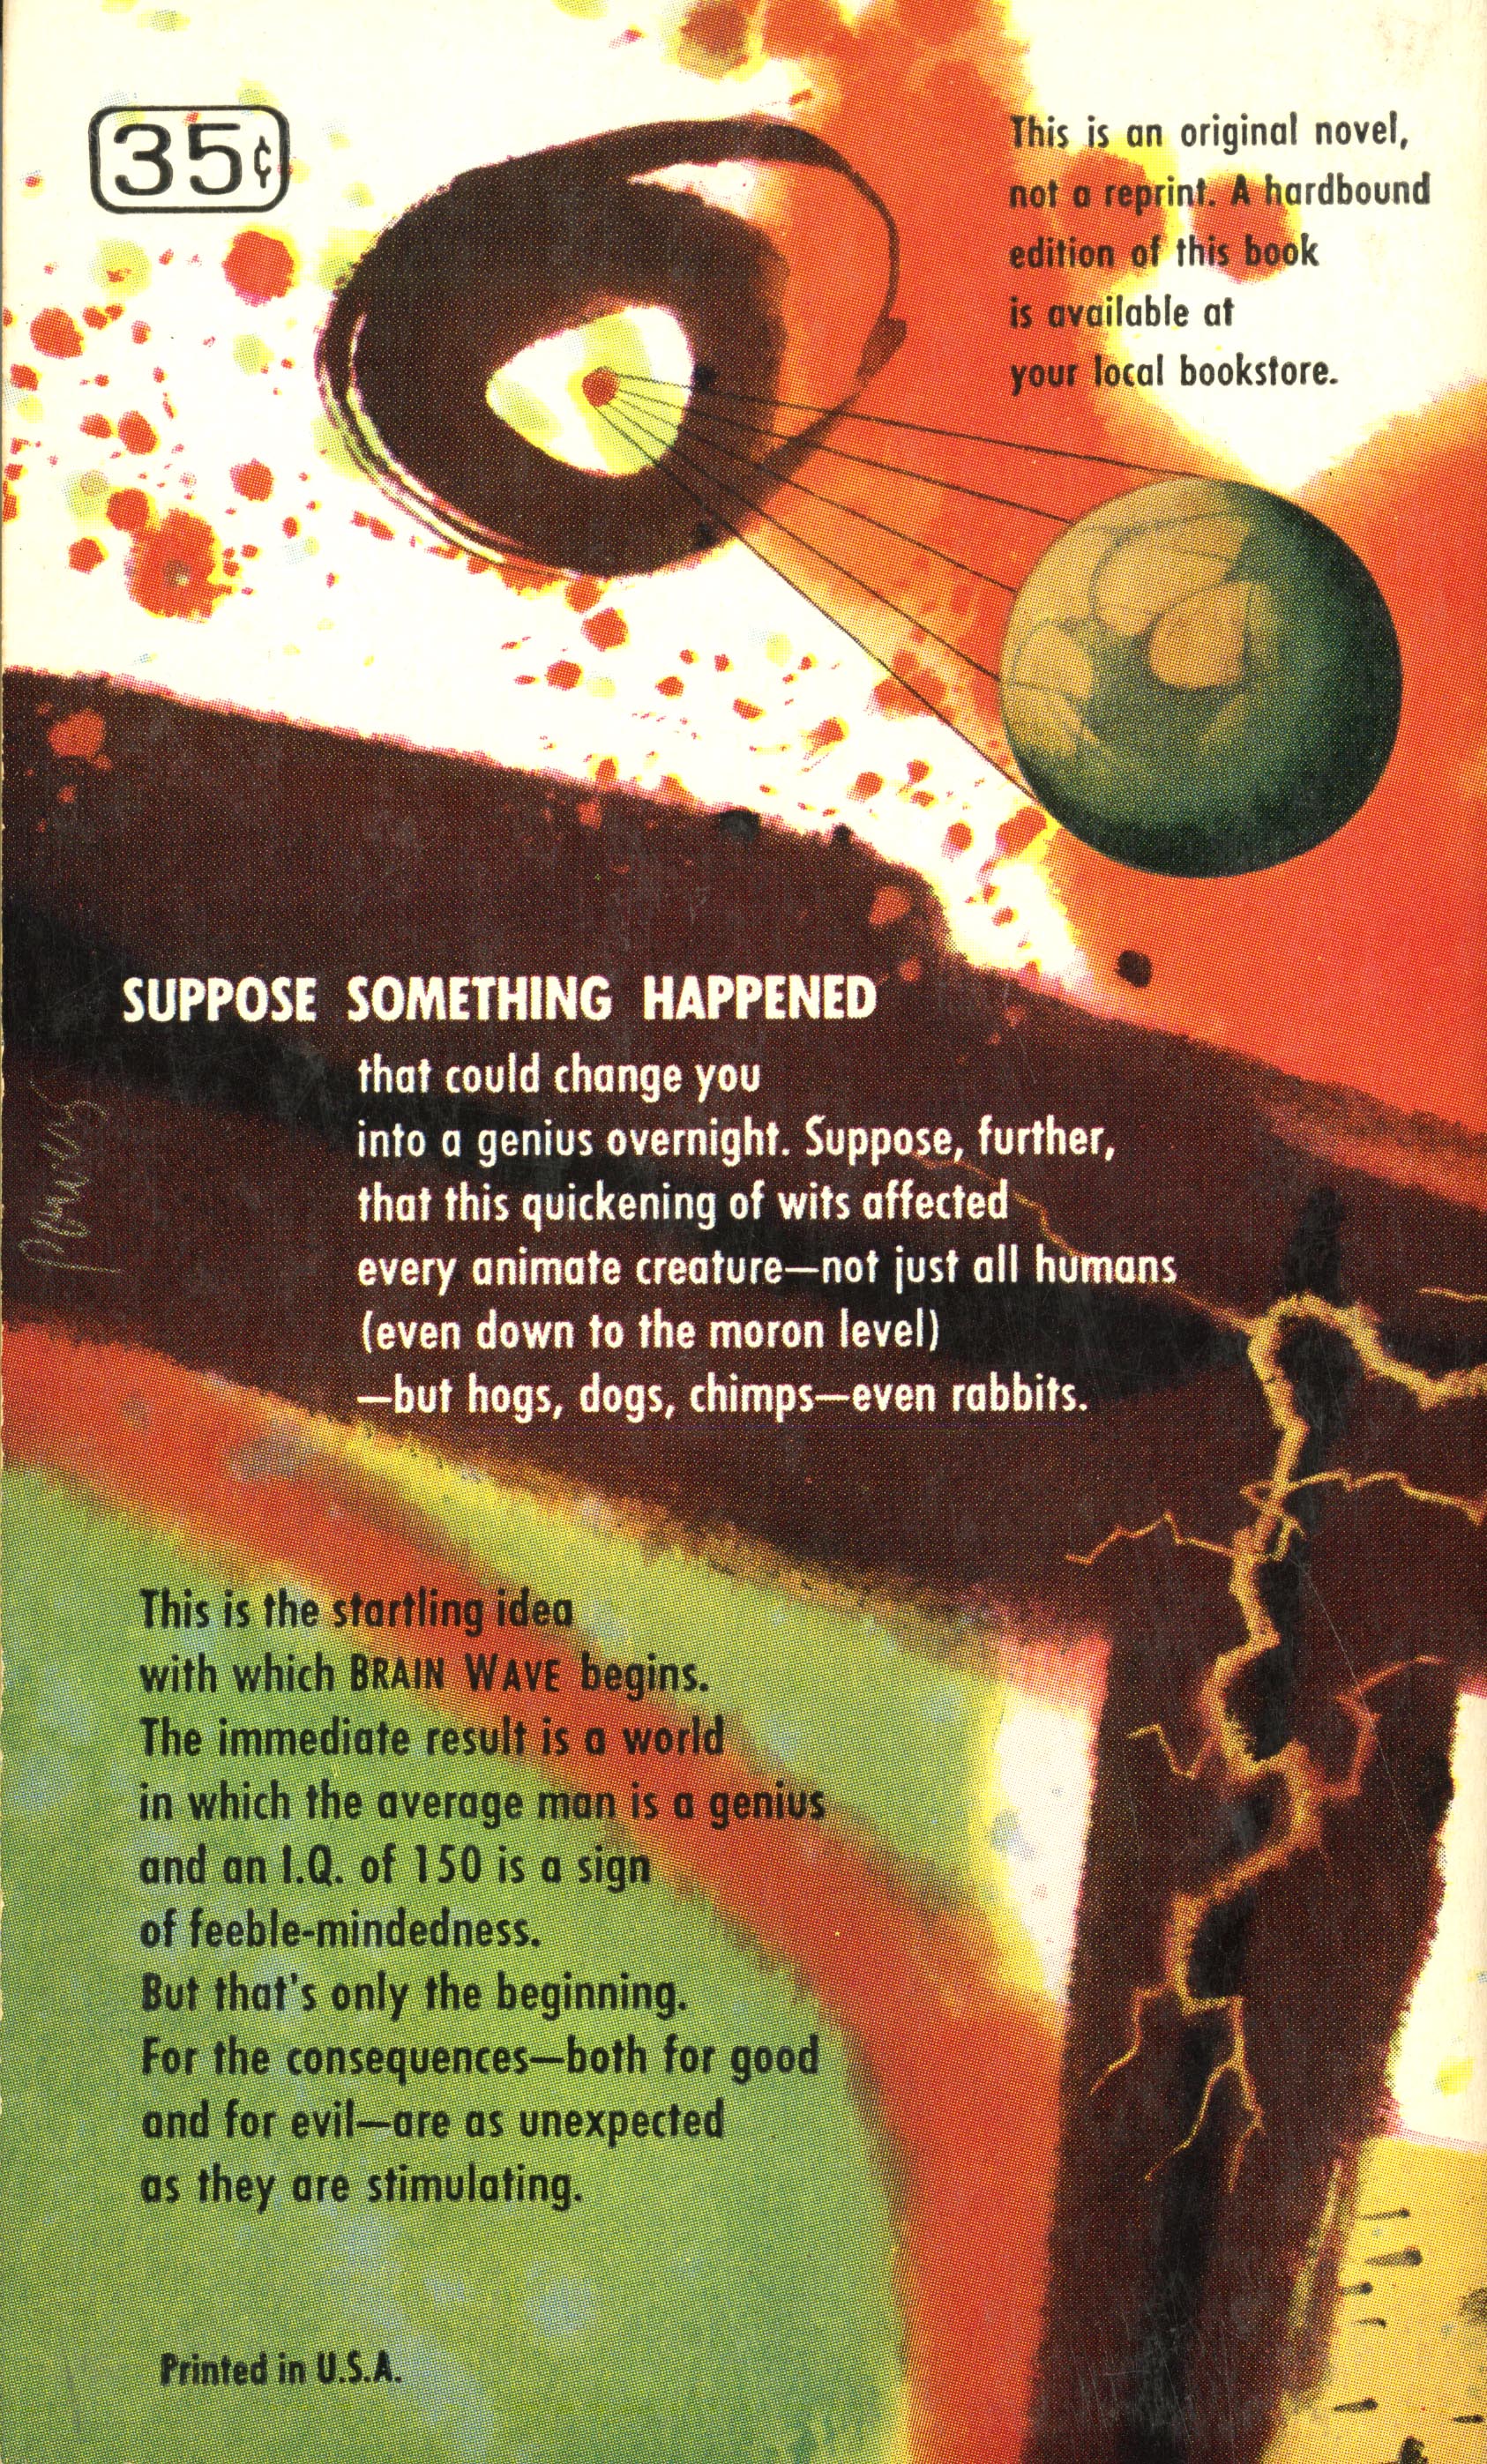 35¢
This is an original novel,
not a reprint. A hardbound
edition of this book
is available at
your local bookstore.
SUPPOSE SOMETHING HAPPENED
that could change you
into a genius overnight. Suppose, further,
that this quickening of wits affected
every animate creature—not just all humans
(even down to the moron level)
—but hogs, dogs, chimps—even rabbits.
Powers
This is the startling idea
with which BRAIN WAVE begins.
The immediate result is a world
in which the average man is a genius
and an I.Q. of 150 is a sign
of feeble-mindedness.
But that's only the beginning.
For the consequences—both for good
and for evil—are as unexpected
as they are stimulating.
Printed in U.S.A.